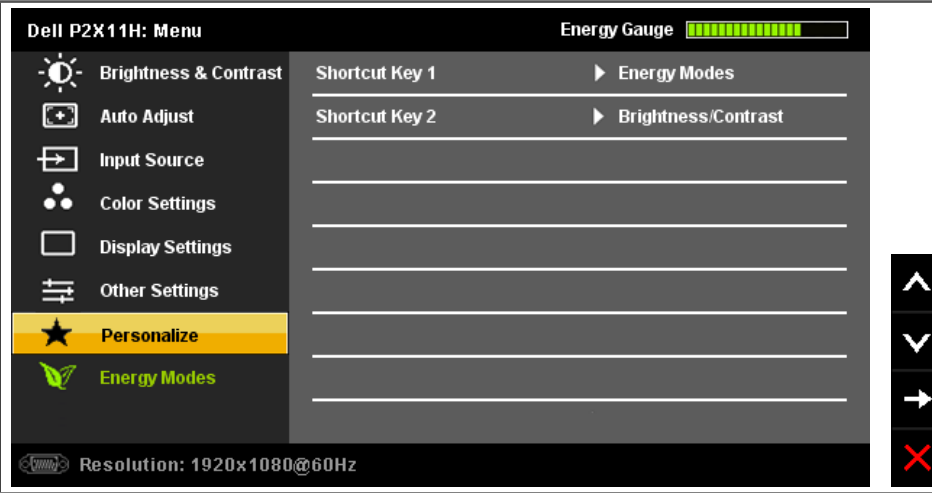 Dell P2X11H: Menu Energy Gauge
Brightness & Contrast Shortcut Key 1 Energy Modes
Auto Adjust Shortcut Key 2 Brightness/Contrast
Input Source
Color Settings
Display Settings
Other Settings
Personalize
Energy Modes
Resolution: 1920x1080@60Hz